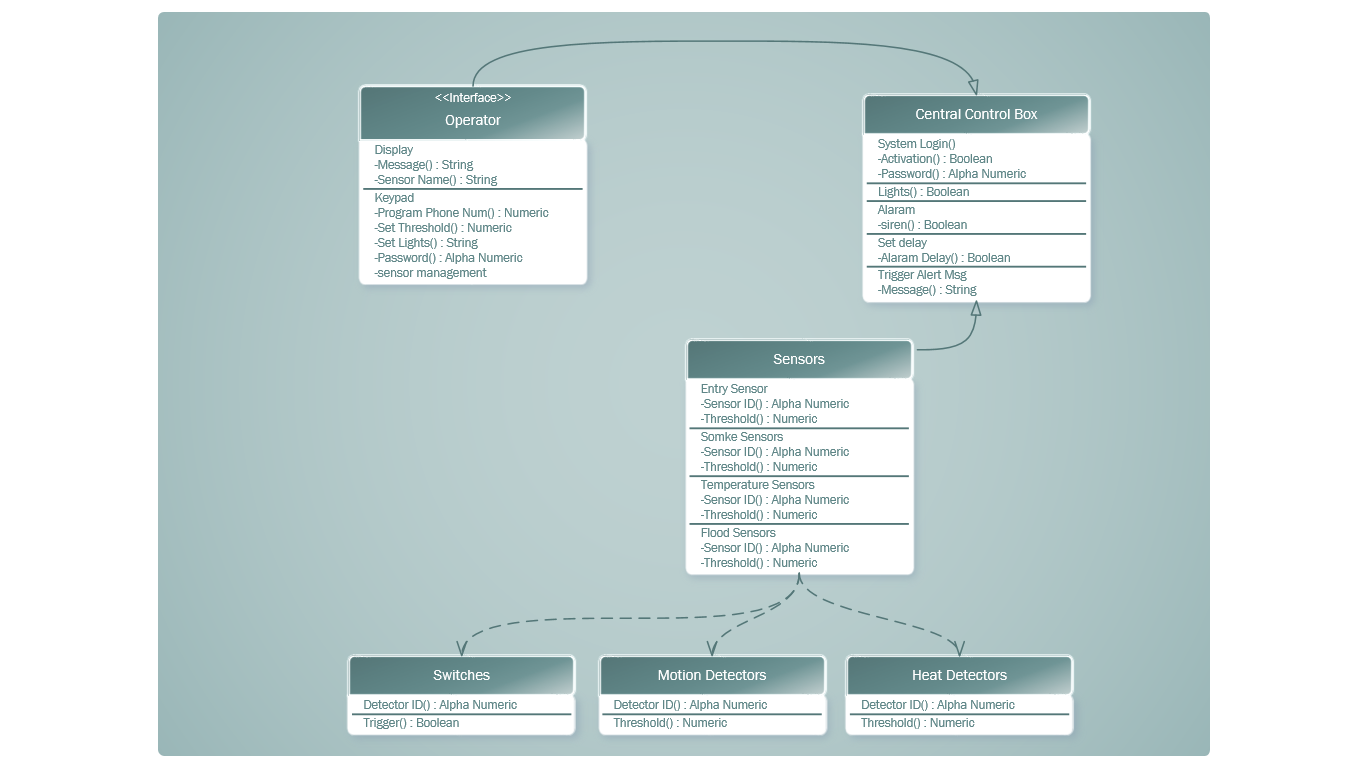 <<Interface>>
Operator
Display
-Message() : String
-Sensor Name() : String
Keypad
-Program Phone Num() : Numeric
-Set Threshold() : Numeric
-Set Lights() : String
-Password() : Alpha Numeric
-sensor management
Central Control Box
System Login()
-Activation() : Boolean
-Password() : Alpha Numeric
Lights() : Boolean
Alaram
-siren() : Boolean
Set delay
-Alaram Delay() : Boolean
Trigger Alert Msg
-Message() : String
Sensors
Entry Sensor
-Sensor ID() : Alpha Numeric
-Threshold() : Numeric
Somke Sensors
-Sensor ID() : Alpha Numeric
-Threshold() : Numeric
Temperature Sensors
-Sensor ID() : Alpha Numeric
-Threshold() : Numeric
Flood Sensors
-Sensor ID() : Alpha Numeric
-Threshold() : Numeric
Switches
Detector ID() : Alpha Numeric
Trigger() : Boolean
Motion Detectors
Detector ID() : Alpha Numeric
Threshold() : Numeric
Heat Detectors
Detector ID() : Alpha Numeric
Threshold() : Numeric